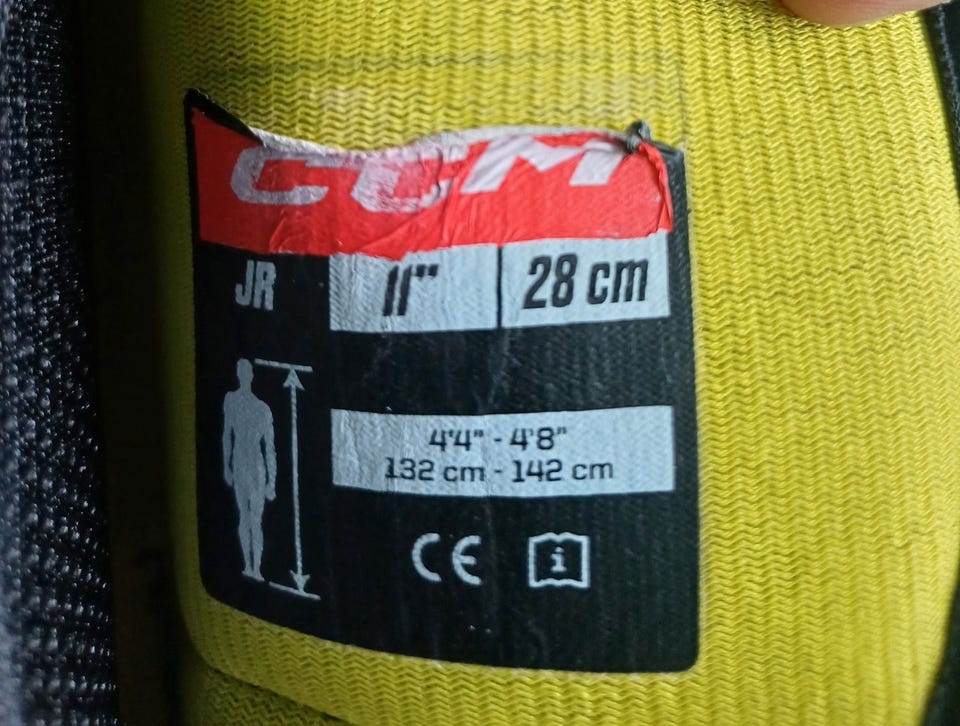 CCM
JR 11" 28 cm
4'4" - 4'8"
132 cm - 142 cm
CE i